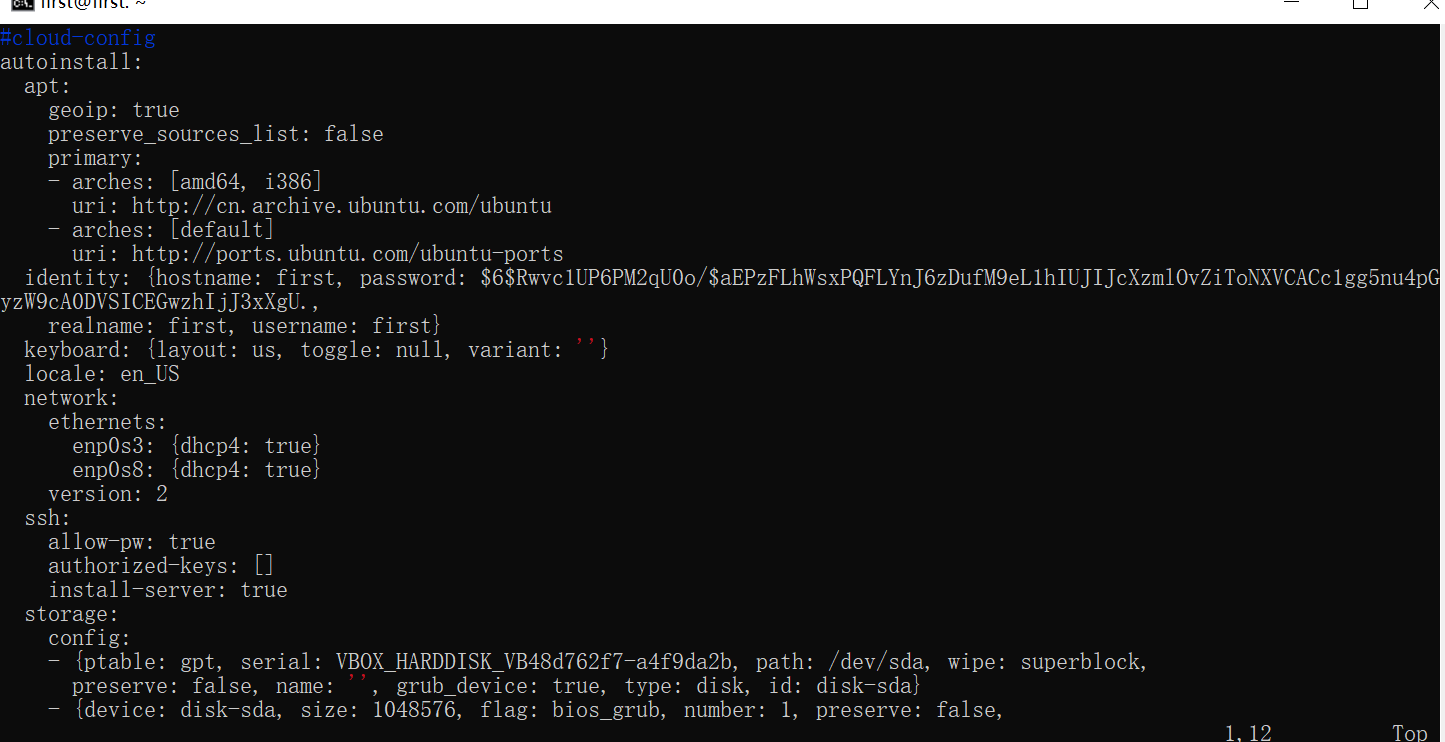 first@first: ~
#cloud-config
autoinstall:
  apt:
    geoip: true
    preserve_sources_list: false
    primary:
    - arches: [amd64, i386]
      uri: http://cn.archive.ubuntu.com/ubuntu
    - arches: [default]
      uri: http://ports.ubuntu.com/ubuntu-ports
  identity: {hostname: first, password: $6$Rwvc1UP6PM2qU0o/$aEPzFLhWsxPQFLYnJ6zDufM9eL1hIUJIJcXzmlOvZiToNXVCACc1gg5nu4pG
yzW9cA0DVSICEGwzhIjJ3xXgU.,
    realname: first, username: first}
  keyboard: {layout: us, toggle: null, variant: ''}
  locale: en_US
  network:
    ethernets:
      enp0s3: {dhcp4: true}
      enp0s8: {dhcp4: true}
    version: 2
  ssh:
    allow-pw: true
    authorized-keys: []
    install-server: true
  storage:
    config:
    - {ptable: gpt, serial: VBOX_HARDDISK_VB48d762f7-a4f9da2b, path: /dev/sda, wipe: superblock,
      preserve: false, name: '', grub_device: true, type: disk, id: disk-sda}
    - {device: disk-sda, size: 1048576, flag: bios_grub, number: 1, preserve: false,
1,12 Top